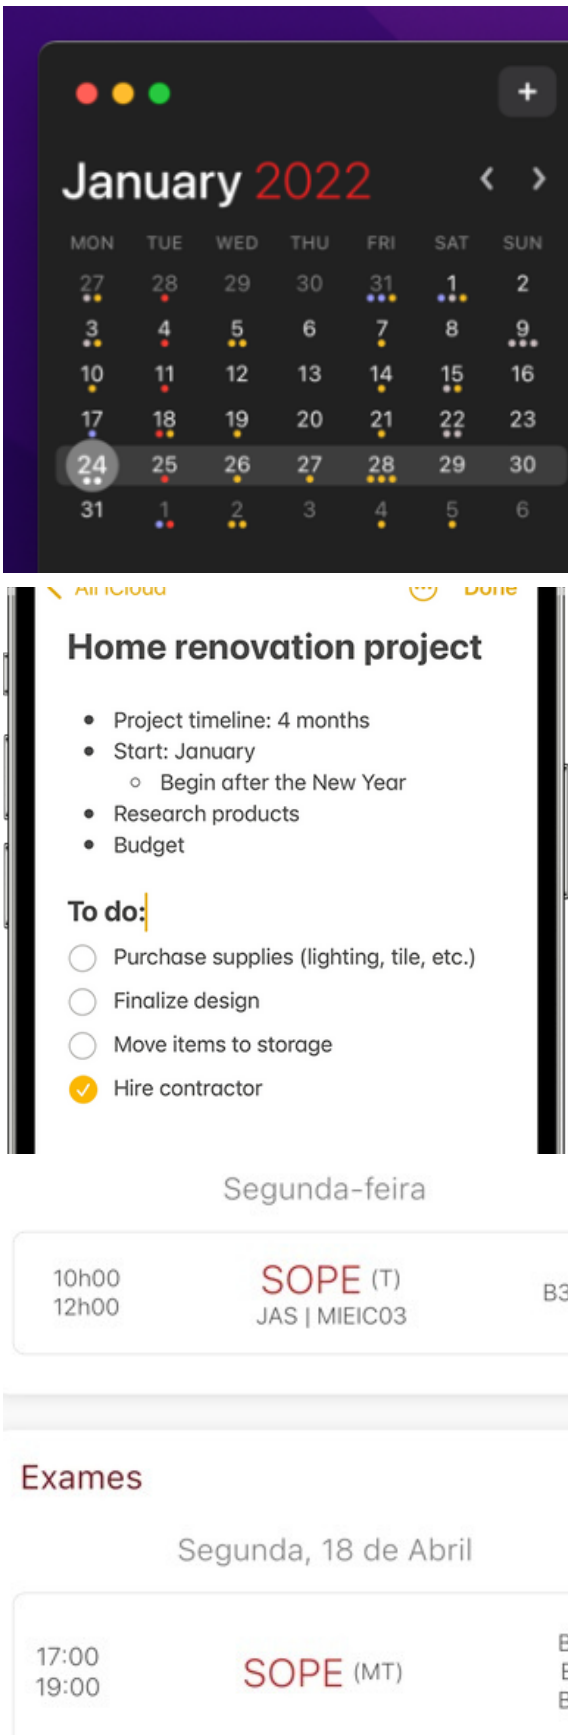 +
January 2022
< >
MON TUE WED THU FRI SAT SUN
27 28 29 30 31 1 2
3 4 5 6 7 8 9
10 11 12 13 14 15 16
17 18 19 20 21 22 23
24 25 26 27 28 29 30
31 1 2 3 4 5 6
All iCloud Done
Home renovation project
• Project timeline: 4 months
• Start: January
○ Begin after the New Year
• Research products
• Budget
To do:
Purchase supplies (lighting, tile, etc.)
Finalize design
Move items to storage
Hire contractor
Segunda-feira
10h00
12h00
SOPE (T)
JAS | MIEIC03
B3
Exames
Segunda, 18 de Abril
17:00
19:00
SOPE (MT)